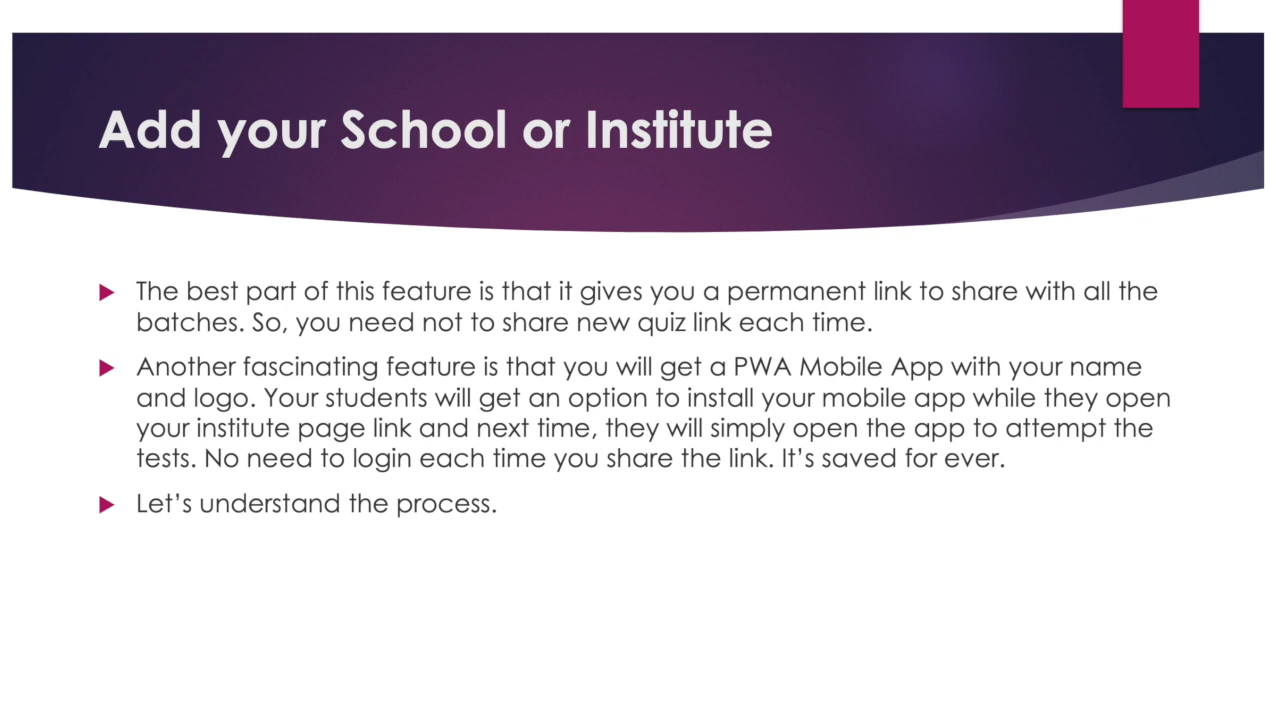 Add your School or Institute
The best part of this feature is that it gives you a permanent link to share with all the
batches. So, you need not to share new quiz link each time.
Another fascinating feature is that you will get a PWA Mobile App with your name
and logo. Your students will get an option to install your mobile app while they open
your institute page link and next time, they will simply open the app to attempt the
tests. No need to login each time you share the link. It’s saved for ever.
Let’s understand the process.